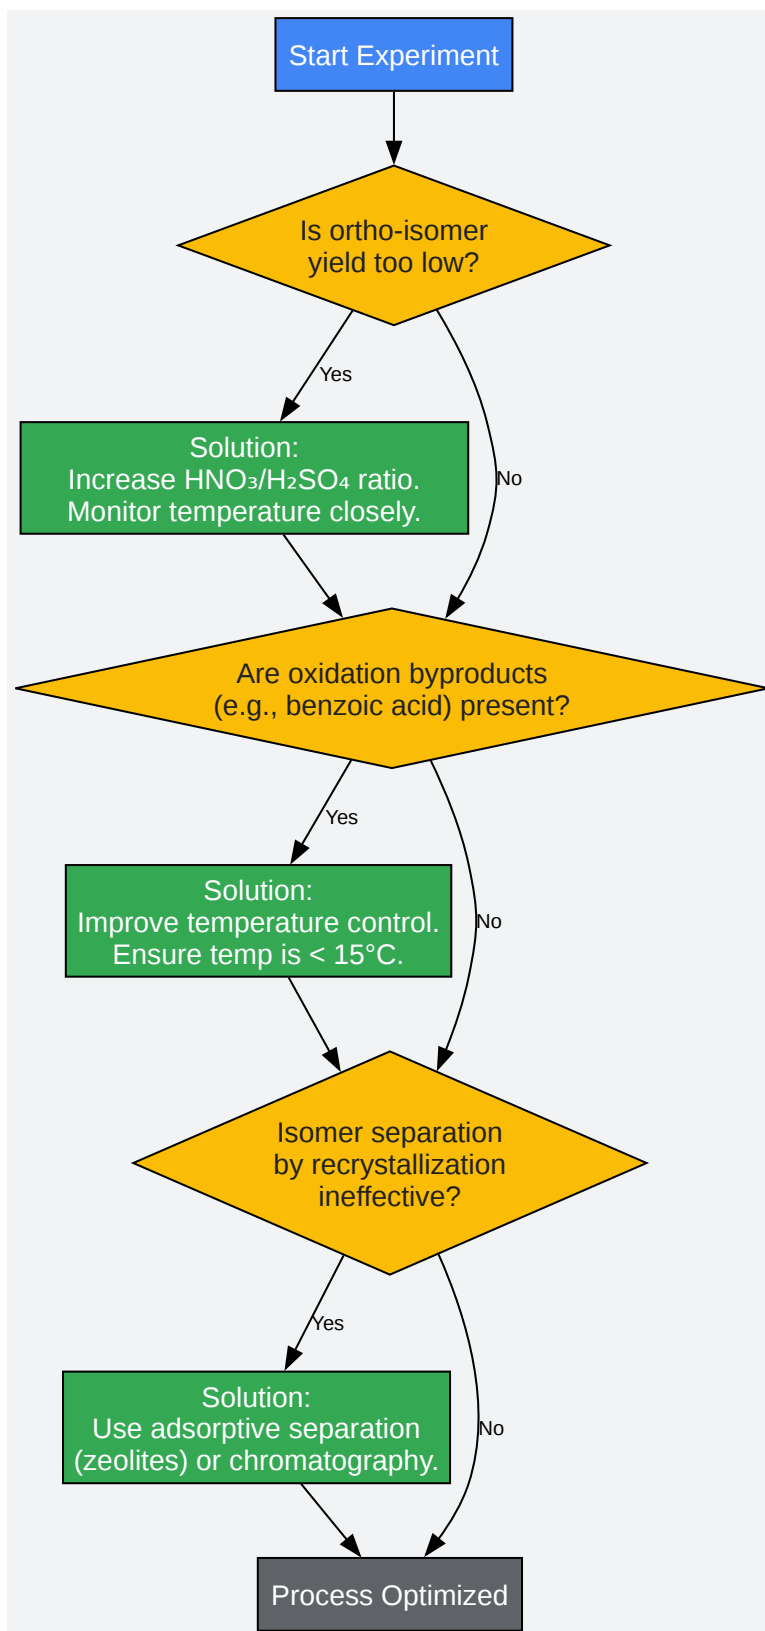 Start Experiment
Is ortho-isomer
yield too low?
Yes
No
Solution:
Increase HNO₃/H₂SO₄ ratio.
Monitor temperature closely.
Are oxidation byproducts
(e.g., benzoic acid) present?
Yes
No
Solution:
Improve temperature control.
Ensure temp is < 15°C.
Isomer separation
by recrystallization
ineffective?
Yes
No
Solution:
Use adsorptive separation
(zeolites) or chromatography.
Process Optimized